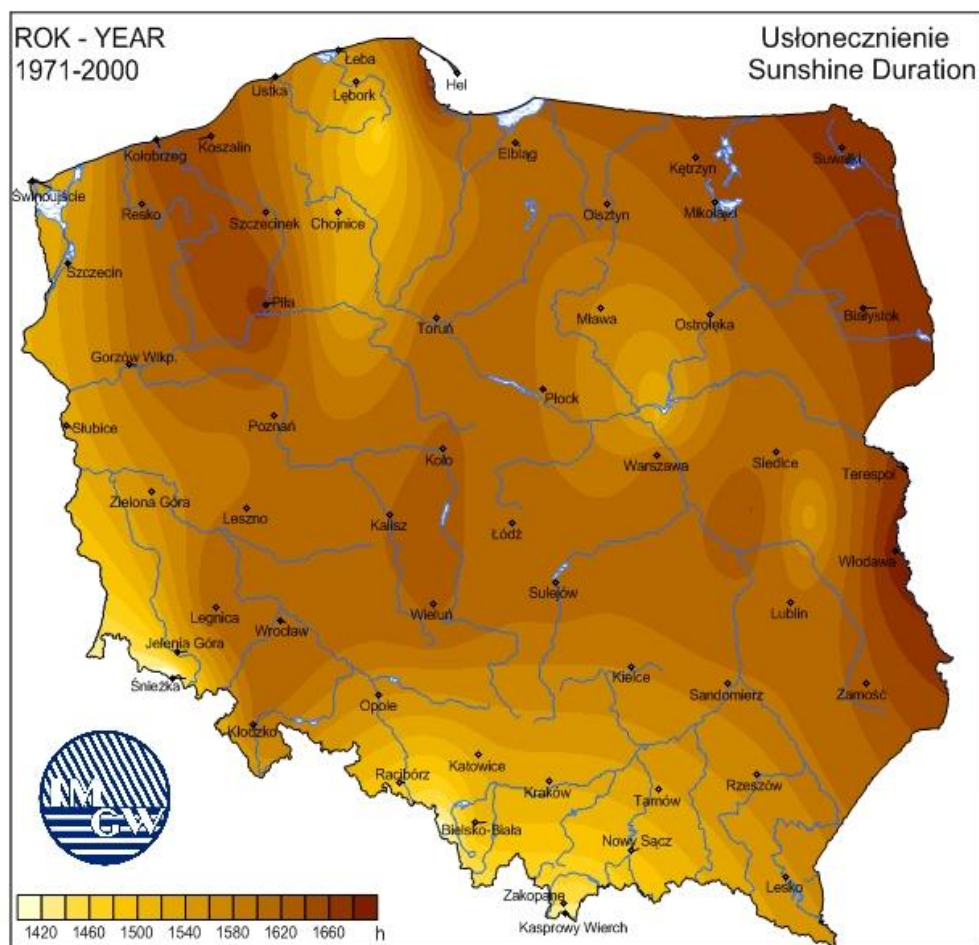 ROK - YEAR
1971-2000
Usłonecznienie
Sunshine Duration
Łeba
Hel
Ustka
Lębork
Koszalin
Kołobrzeg
Elbląg
Kętrzyn
Suwałki
Świnoujście
Resko
Szczecinek
Chojnice
Olsztyn
Mikołajki
Szczecin
Piła
Toruń
Mława
Ostrołęka
Białystok
Gorzów Wlkp.
Płock
Słubice
Poznań
Koło
Warszawa
Siedlce
Terespol
Zielona Góra
Leszno
Kalisz
Łódź
Włodawa
Sulejów
Legnica
Wrocław
Wieluń
Lublin
Jelenia Góra
Śnieżka
Kielce
Sandomierz
Zamość
Opole
Kłodzko
Katowice
Racibórz
Kraków
Tarnów
Rzeszów
Bielsko-Biała
Nowy Sącz
Lesko
Zakopane
Kasprowy Wierch
IMGW
1420 1460 1500 1540 1580 1620 1660 h